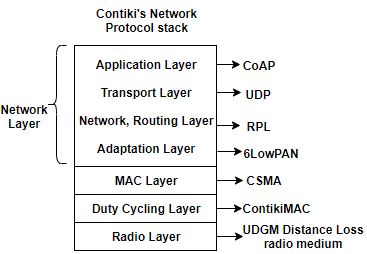 Contiki's Network
Protocol stack
Application Layer
CoAP
Transport Layer
UDP
Network
Layer
Network, Routing Layer
RPL
Adaptation Layer
6LowPAN
MAC Layer
CSMA
Duty Cycling Layer
ContikiMAC
Radio Layer
UDGM Distance Loss
radio medium